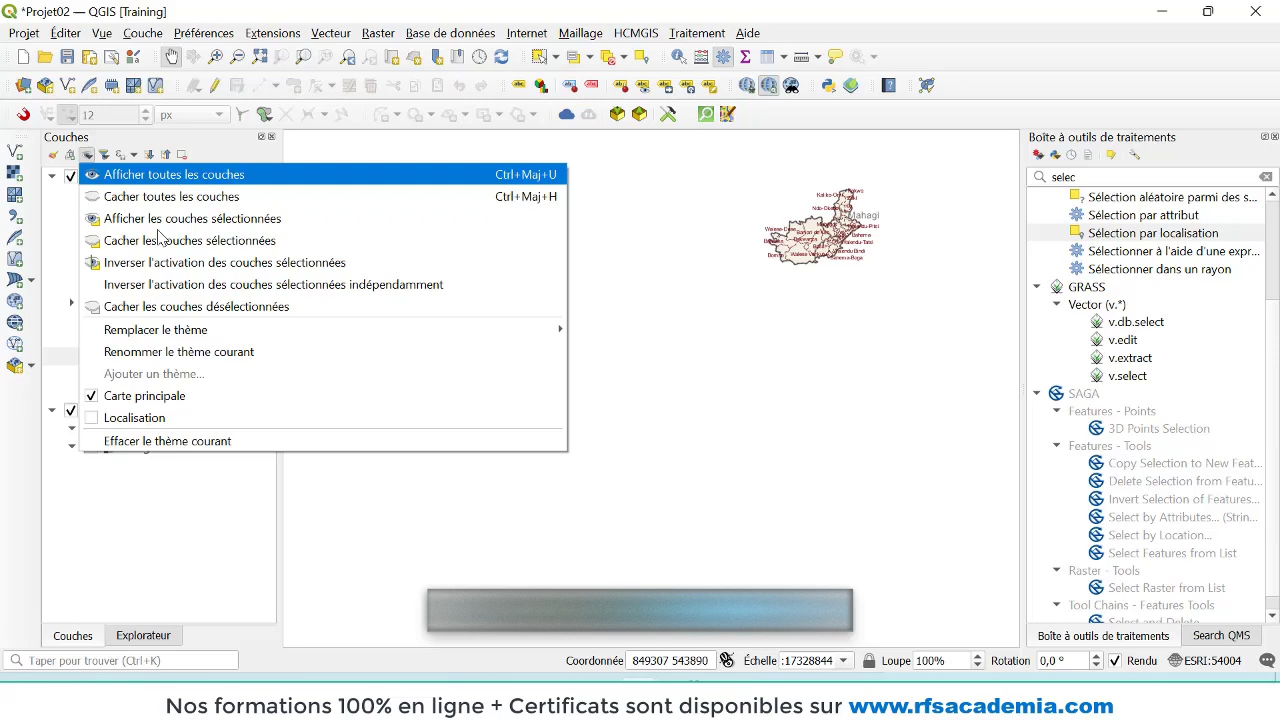 *Projet02 — QGIS [Training]
Projet Éditer Vue Couche Préférences Extensions Vecteur Raster Base de données Internet Maillage HCMGIS Traitement Aide
12 px
Couches
Afficher toutes les couches Ctrl+Maj+U
Cacher toutes les couches Ctrl+Maj+H
Afficher les couches sélectionnées
Cacher les couches sélectionnées
Inverser l'activation des couches sélectionnées
Inverser l'activation des couches sélectionnées indépendamment
Cacher les couches désélectionnées
Remplacer le thème
Renommer le thème courant
Ajouter un thème...
Carte principale
Localisation
Effacer le thème courant
Mahagi
Boîte à outils de traitements
selec
Sélection aléatoire parmi des s...
Sélection par attribut
Sélection par localisation
Sélectionner à l'aide d'une expr...
Sélectionner dans un rayon
GRASS
Vector (v.*)
v.db.select
v.edit
v.extract
v.select
SAGA
Features - Points
3D Points Selection
Features - Tools
Copy Selection to New Feat...
Delete Selection from Featu...
Invert Selection of Features...
Select by Attributes... (Strin...
Select by Location...
Select Features from List
Raster - Tools
Select Raster from List
Tool Chains - Features Tools
Select and Delete
Couches Explorateur
Boîte à outils de traitements Search QMS
Taper pour trouver (Ctrl+K) Coordonnée 849307 543890 Échelle :17328844 Loupe 100% Rotation 0,0 ° Rendu ESRI:54004
Nos formations 100% en ligne + Certificats sont disponibles sur www.rfsacademia.com